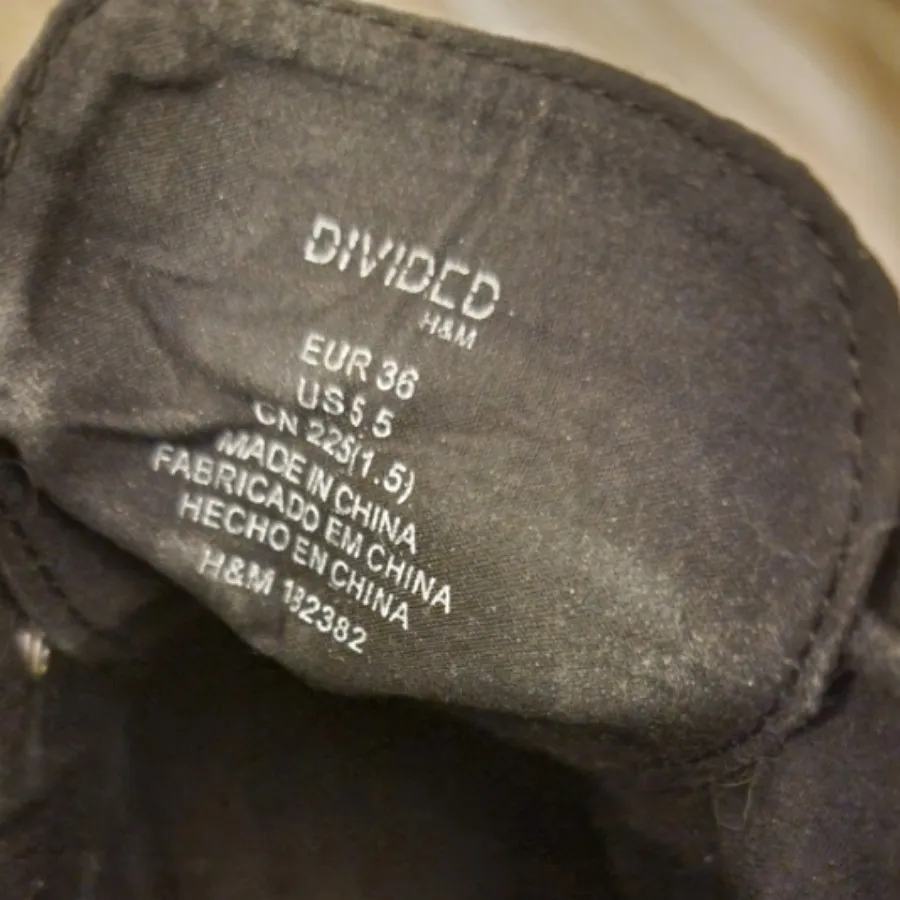 DIVIDED
H&M
EUR 36
US 5.5
CN 225(1.5)
MADE IN CHINA
FABRICADO EM CHINA
HECHO EN CHINA
H&M 182382